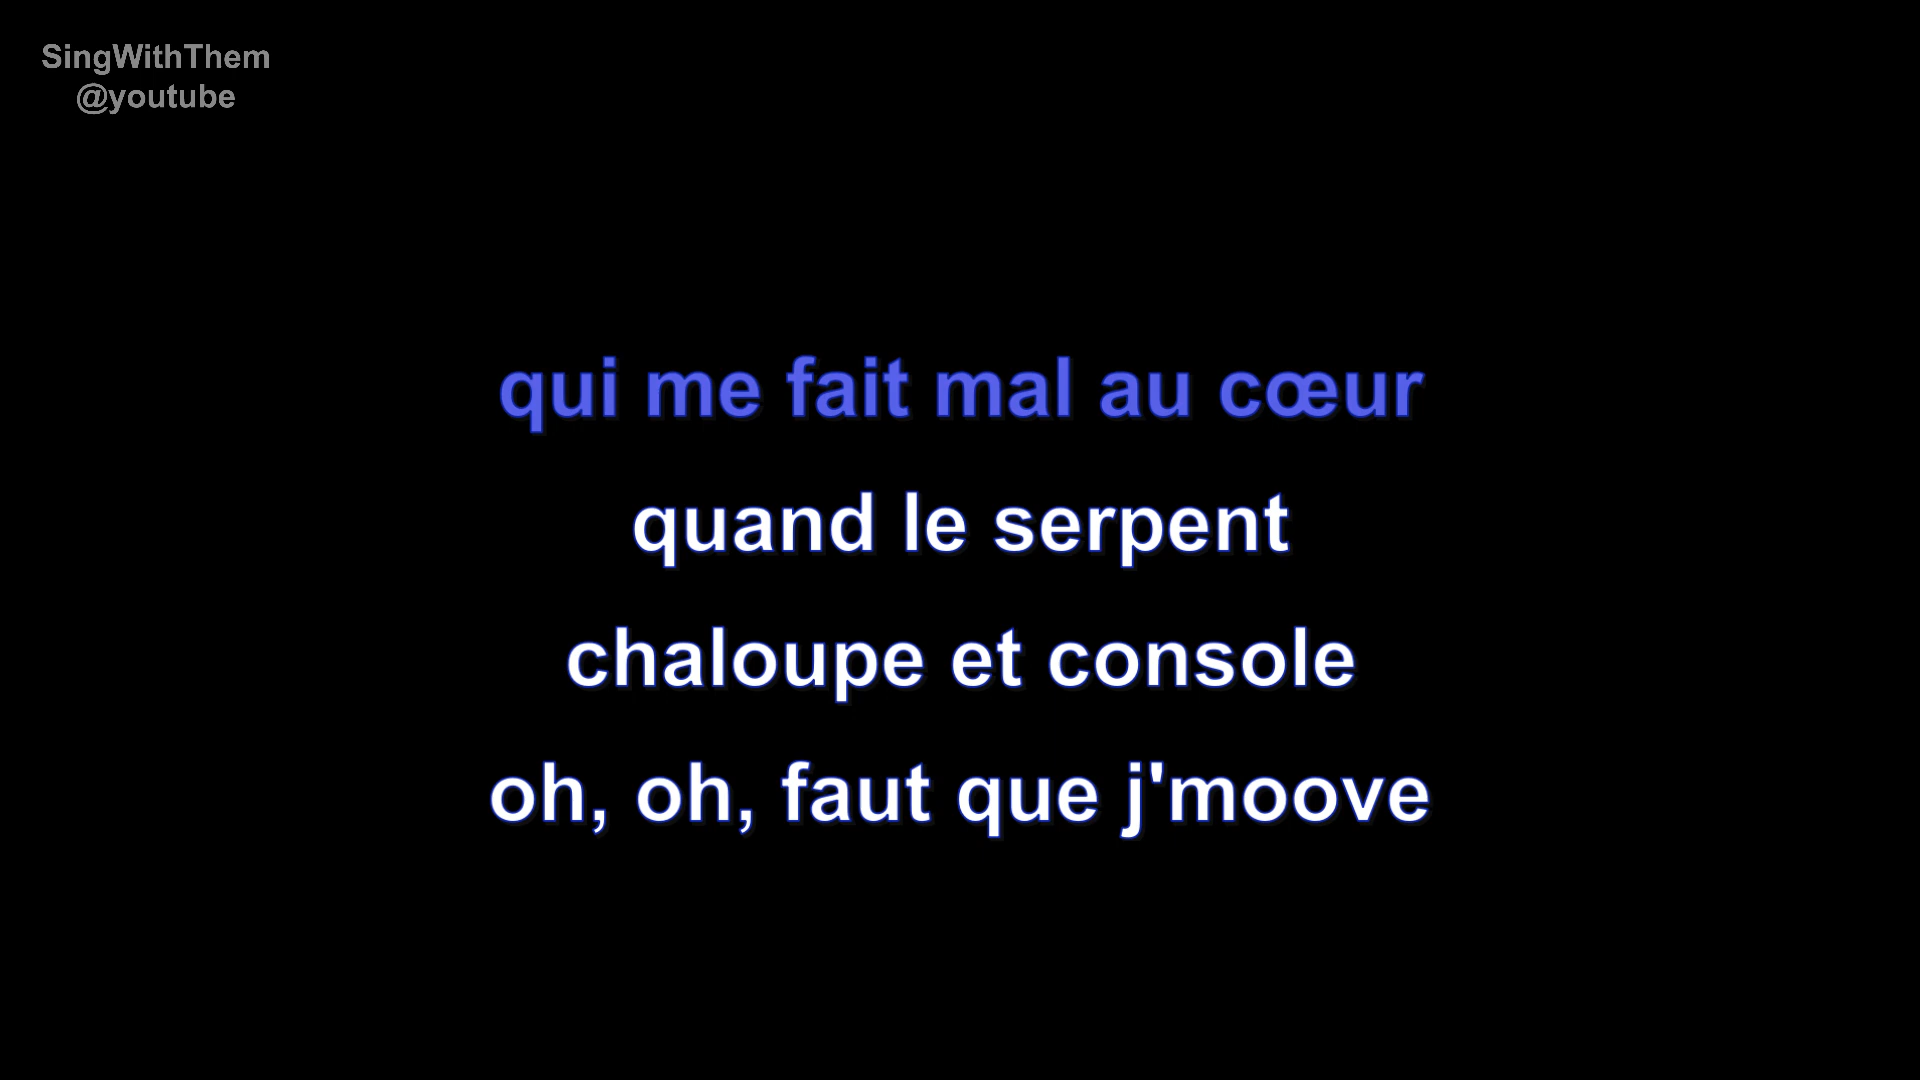 SingWithThem
@youtube
qui me fait mal au cœur
quand le serpent
chaloupe et console
oh, oh, faut que j'moove